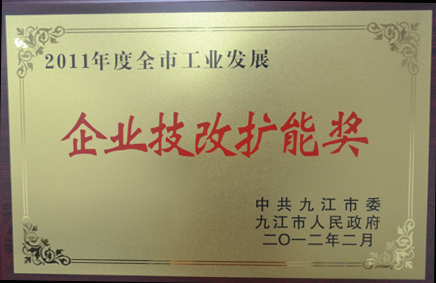 2011年度全市工业发展
企业技改扩能奖
中共九江市委
九江市人民政府
二〇一二年二月